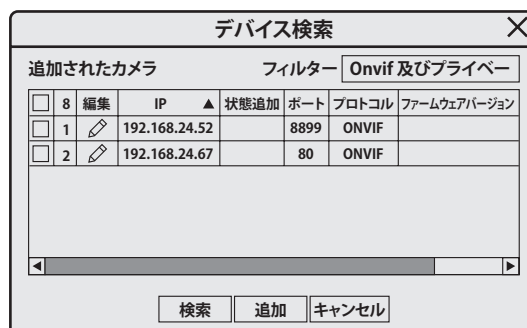 デバイス検索
追加されたカメラ フィルター Onvif 及びプライベー
8 編集 IP ▲ 状態追加 ポート プロトコル ファームウェアバージョン
1 192.168.24.52 8899 ONVIF
2 192.168.24.67 80 ONVIF
検索 追加 キャンセル